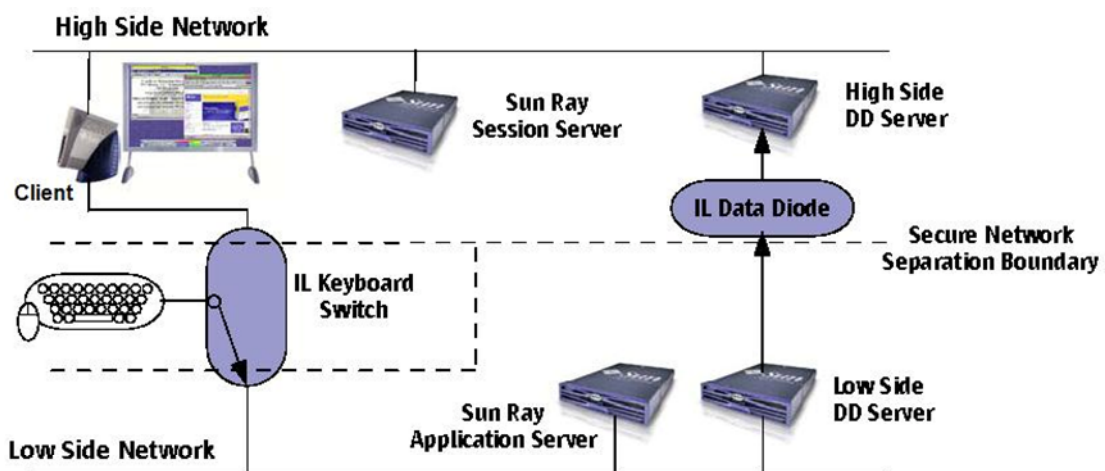 High Side Network
Sun Ray
Session Server
High Side
DD Server
Client
IL Data Diode
Secure Network
Separation Boundary
IL Keyboard
Switch
Sun Ray
Application Server
Low Side
DD Server
Low Side Network